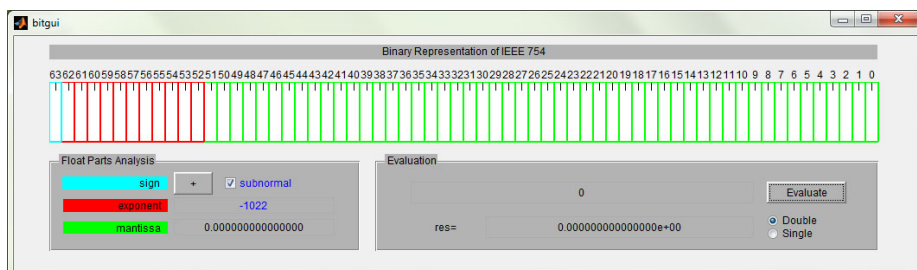 bitgui
Binary Representation of IEEE 754
63 62 61 60 59 58 57 56 55 54 53 52 51 50 49 48 47 46 45 44 43 42 41 40 39 38 37 36 35 34 33 32 31 30 29 28 27 26 25 24 23 22 21 20 19 18 17 16 15 14 13 12 11 10 9 8 7 6 5 4 3 2 1 0
Float Parts Analysis
sign + subnormal
exponent -1022
mantissa 0.000000000000000
Evaluation
0 Evaluate
res= 0.000000000000000e+00
Double
Single